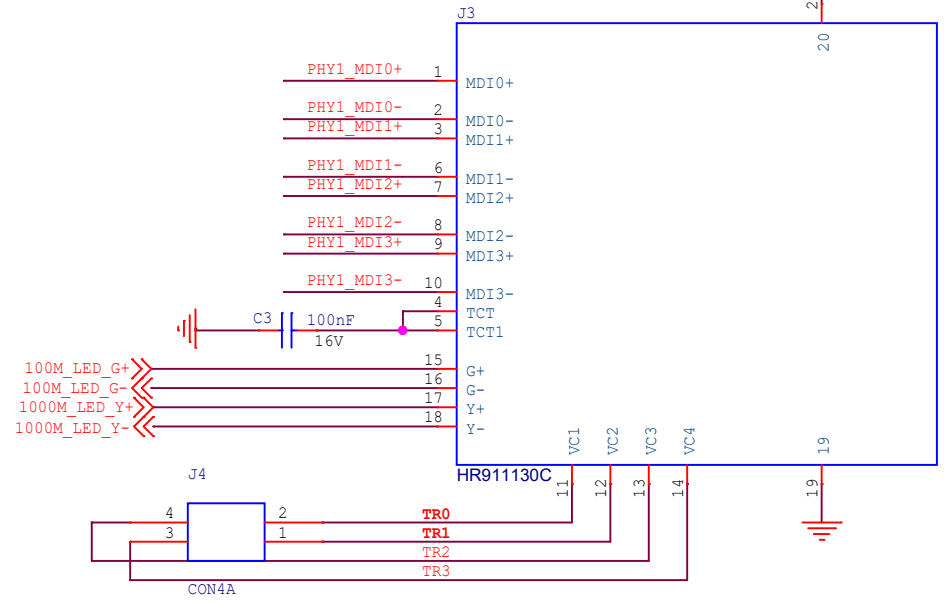 J3
2
20
PHY1_MDI0+
1
MDI0+
PHY1_MDI0-
2
MDI0-
PHY1_MDI1+
3
MDI1+
PHY1_MDI1-
6
MDI1-
PHY1_MDI2+
7
MDI2+
PHY1_MDI2-
8
MDI2-
PHY1_MDI3+
9
MDI3+
PHY1_MDI3-
10
MDI3-
4
TCT
C3
100nF
5
TCT1
16V
100M_LED_G+
15
G+
100M_LED_G-
16
G-
1000M_LED_Y+
17
Y+
1000M_LED_Y-
18
Y-
VC1
VC2
VC3
VC4
19
HR911130C
11
12
13
14
19
J4
4
2
TR0
3
1
TR1
TR2
TR3
CON4A